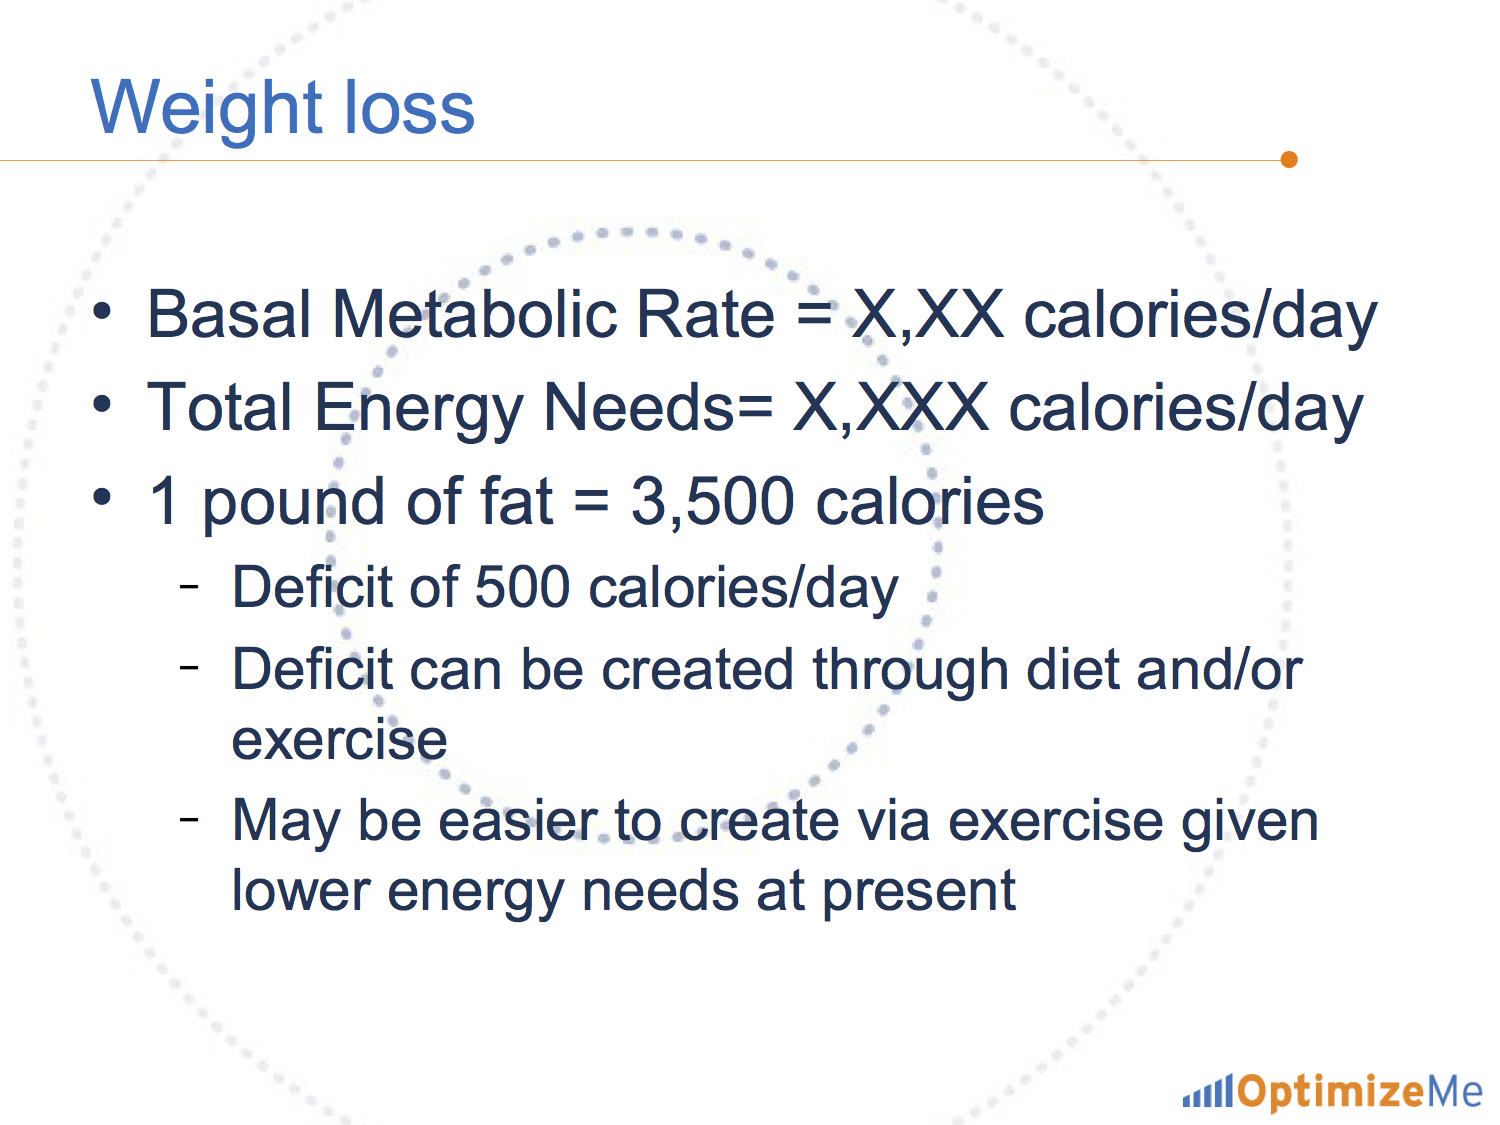 Weight loss
• Basal Metabolic Rate = X,XX calories/day
• Total Energy Needs= X,XXX calories/day
• 1 pound of fat = 3,500 calories
– Deficit of 500 calories/day
– Deficit can be created through diet and/or
exercise
– May be easier to create via exercise given
lower energy needs at present
OptimizeMe